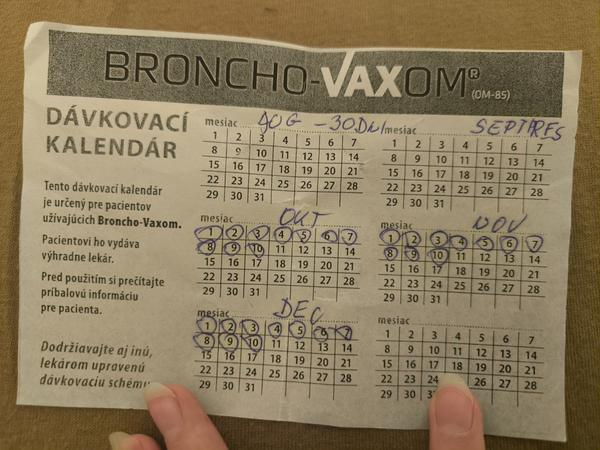 BRONCHO-VAXOM® (OM-85)
DÁVKOVACÍ
KALENDÁR
Tento dávkovací kalendár
je určený pre pacientov
užívajúcich Broncho-Vaxom.
Pacientovi ho vydáva
výhradne lekár.
Pred použitím si prečítajte
príbalovú informáciu
pre pacienta.
Dodržiavajte aj inú,
lekárom upravenú
dávkovaciu schému.
mesiac AUG - 30 DNI
1 2 3 4 5 6 7
8 9 10 11 12 13 14
15 16 17 18 19 20 21
22 23 24 25 26 27 28
29 30 31
mesiac SEPT PRES
1 2 3 4 5 6 7
8 9 10 11 12 13 14
15 16 17 18 19 20 21
22 23 24 25 26 27 28
29 30 31
mesiac OKT
1 2 3 4 5 6 7
8 9 10 11 12 13 14
15 16 17 18 19 20 21
22 23 24 25 26 27 28
29 30 31
mesiac NOV
1 2 3 4 5 6 7
8 9 10 11 12 13 14
15 16 17 18 19 20 21
22 23 24 25 26 27 28
29 30 31
mesiac DEC
1 2 3 4 5 6 7
8 9 10 11 12 13 14
15 16 17 18 19 20 21
22 23 24 25 26 27 28
29 30 31
mesiac
1 2 3 4 5 6 7
8 9 10 11 12 13 14
15 16 17 18 19 20 21
22 23 24 26 27 28
29 30